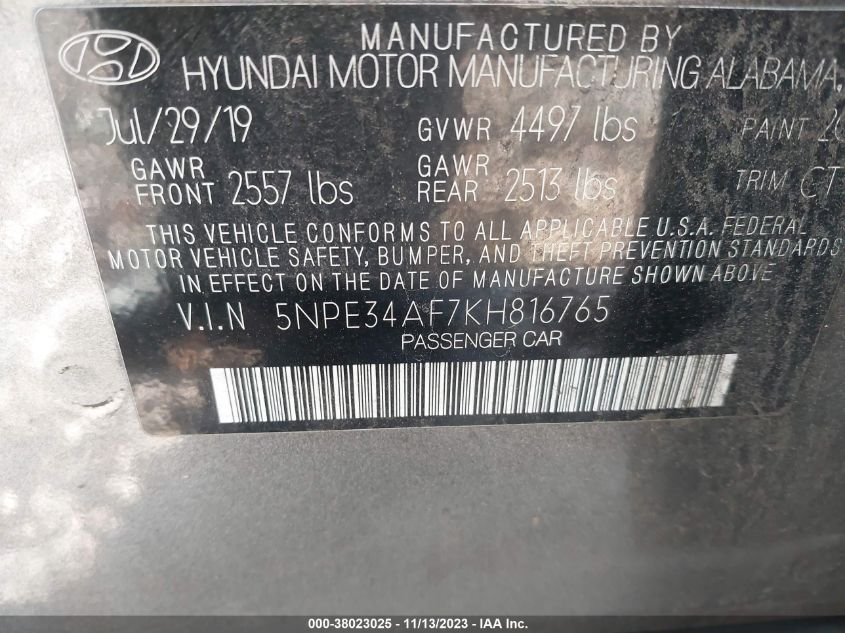 MANUFACTURED BY
HYUNDAI MOTOR MANUFACTURING ALABAMA,
Jul/29/19 GVWR 4497 lbs PAINT
GAWR FRONT 2557 lbs GAWR REAR 2513 lbs TRIM CT
THIS VEHICLE CONFORMS TO ALL APPLICABLE U.S.A. FEDERAL
MOTOR VEHICLE SAFETY, BUMPER, AND THEFT PREVENTION STANDARDS
IN EFFECT ON THE DATE OF MANUFACTURE SHOWN ABOVE
V.I.N 5NPE34AF7KH816765
PASSENGER CAR
000-38023025 - 11/13/2023 - IAA Inc.